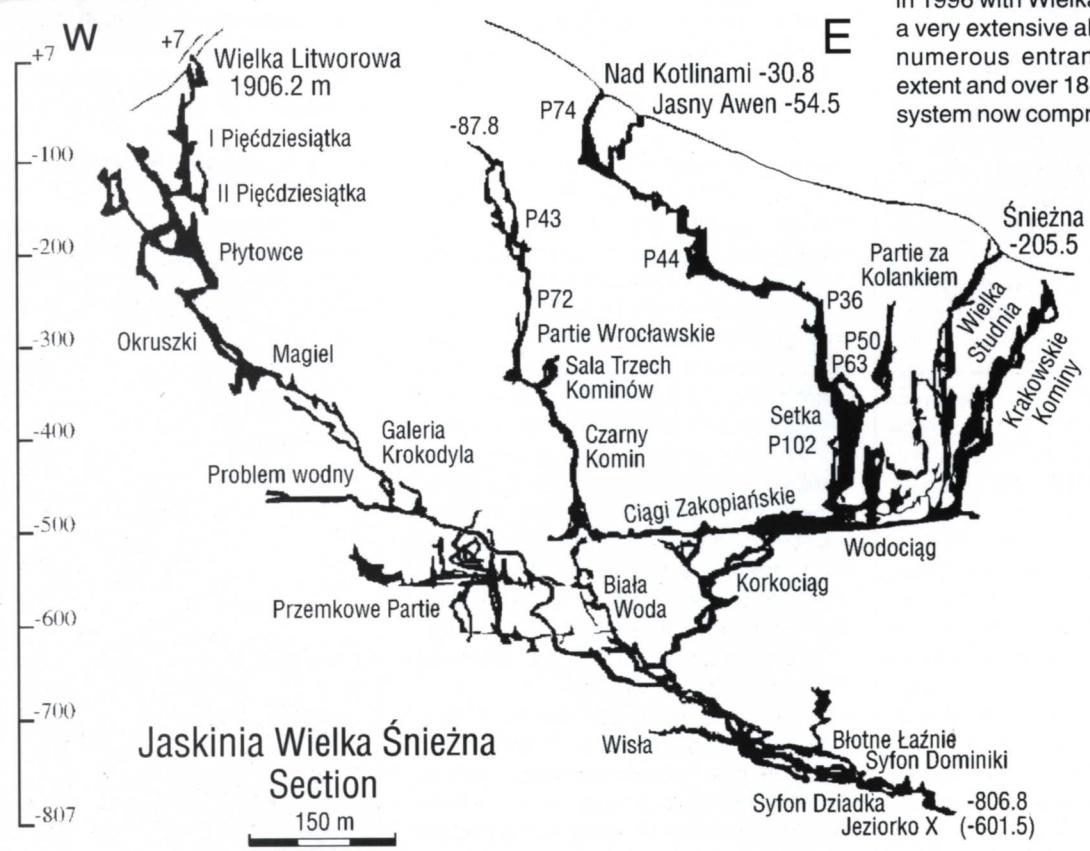 in 1996 with Wielka
a very extensive al
numerous entran
extent and over 18
system now compr
W
E
+7
+7
-100
-200
-300
-400
-500
-600
-700
-807
Wielka Litworowa
1906.2 m
I Pięćdziesiątka
II Pięćdziesiątka
Płytowce
Okruszki
Magiel
Galeria
Krokodyla
Problem wodny
Przemkowe Partie
-87.8
P43
P72
Partie Wrocławskie
Sala Trzech
Kominów
Czarny
Komin
Biała
Woda
Nad Kotlinami -30.8
Jasny Awen -54.5
P74
P44
P36
P50
P63
Setka
P102
Partie za
Kolankiem
Śnieżna
-205.5
Wielka
Studnia
Krakowskie
Kominy
Ciągi Zakopiańskie
Wodociąg
Korkociąg
Wisła
Błotne Łaźnie
Syfon Dominiki
Syfon Dziadka
Jeziorko X
-806.8
(-601.5)
Jaskinia Wielka Śnieżna
Section
150 m